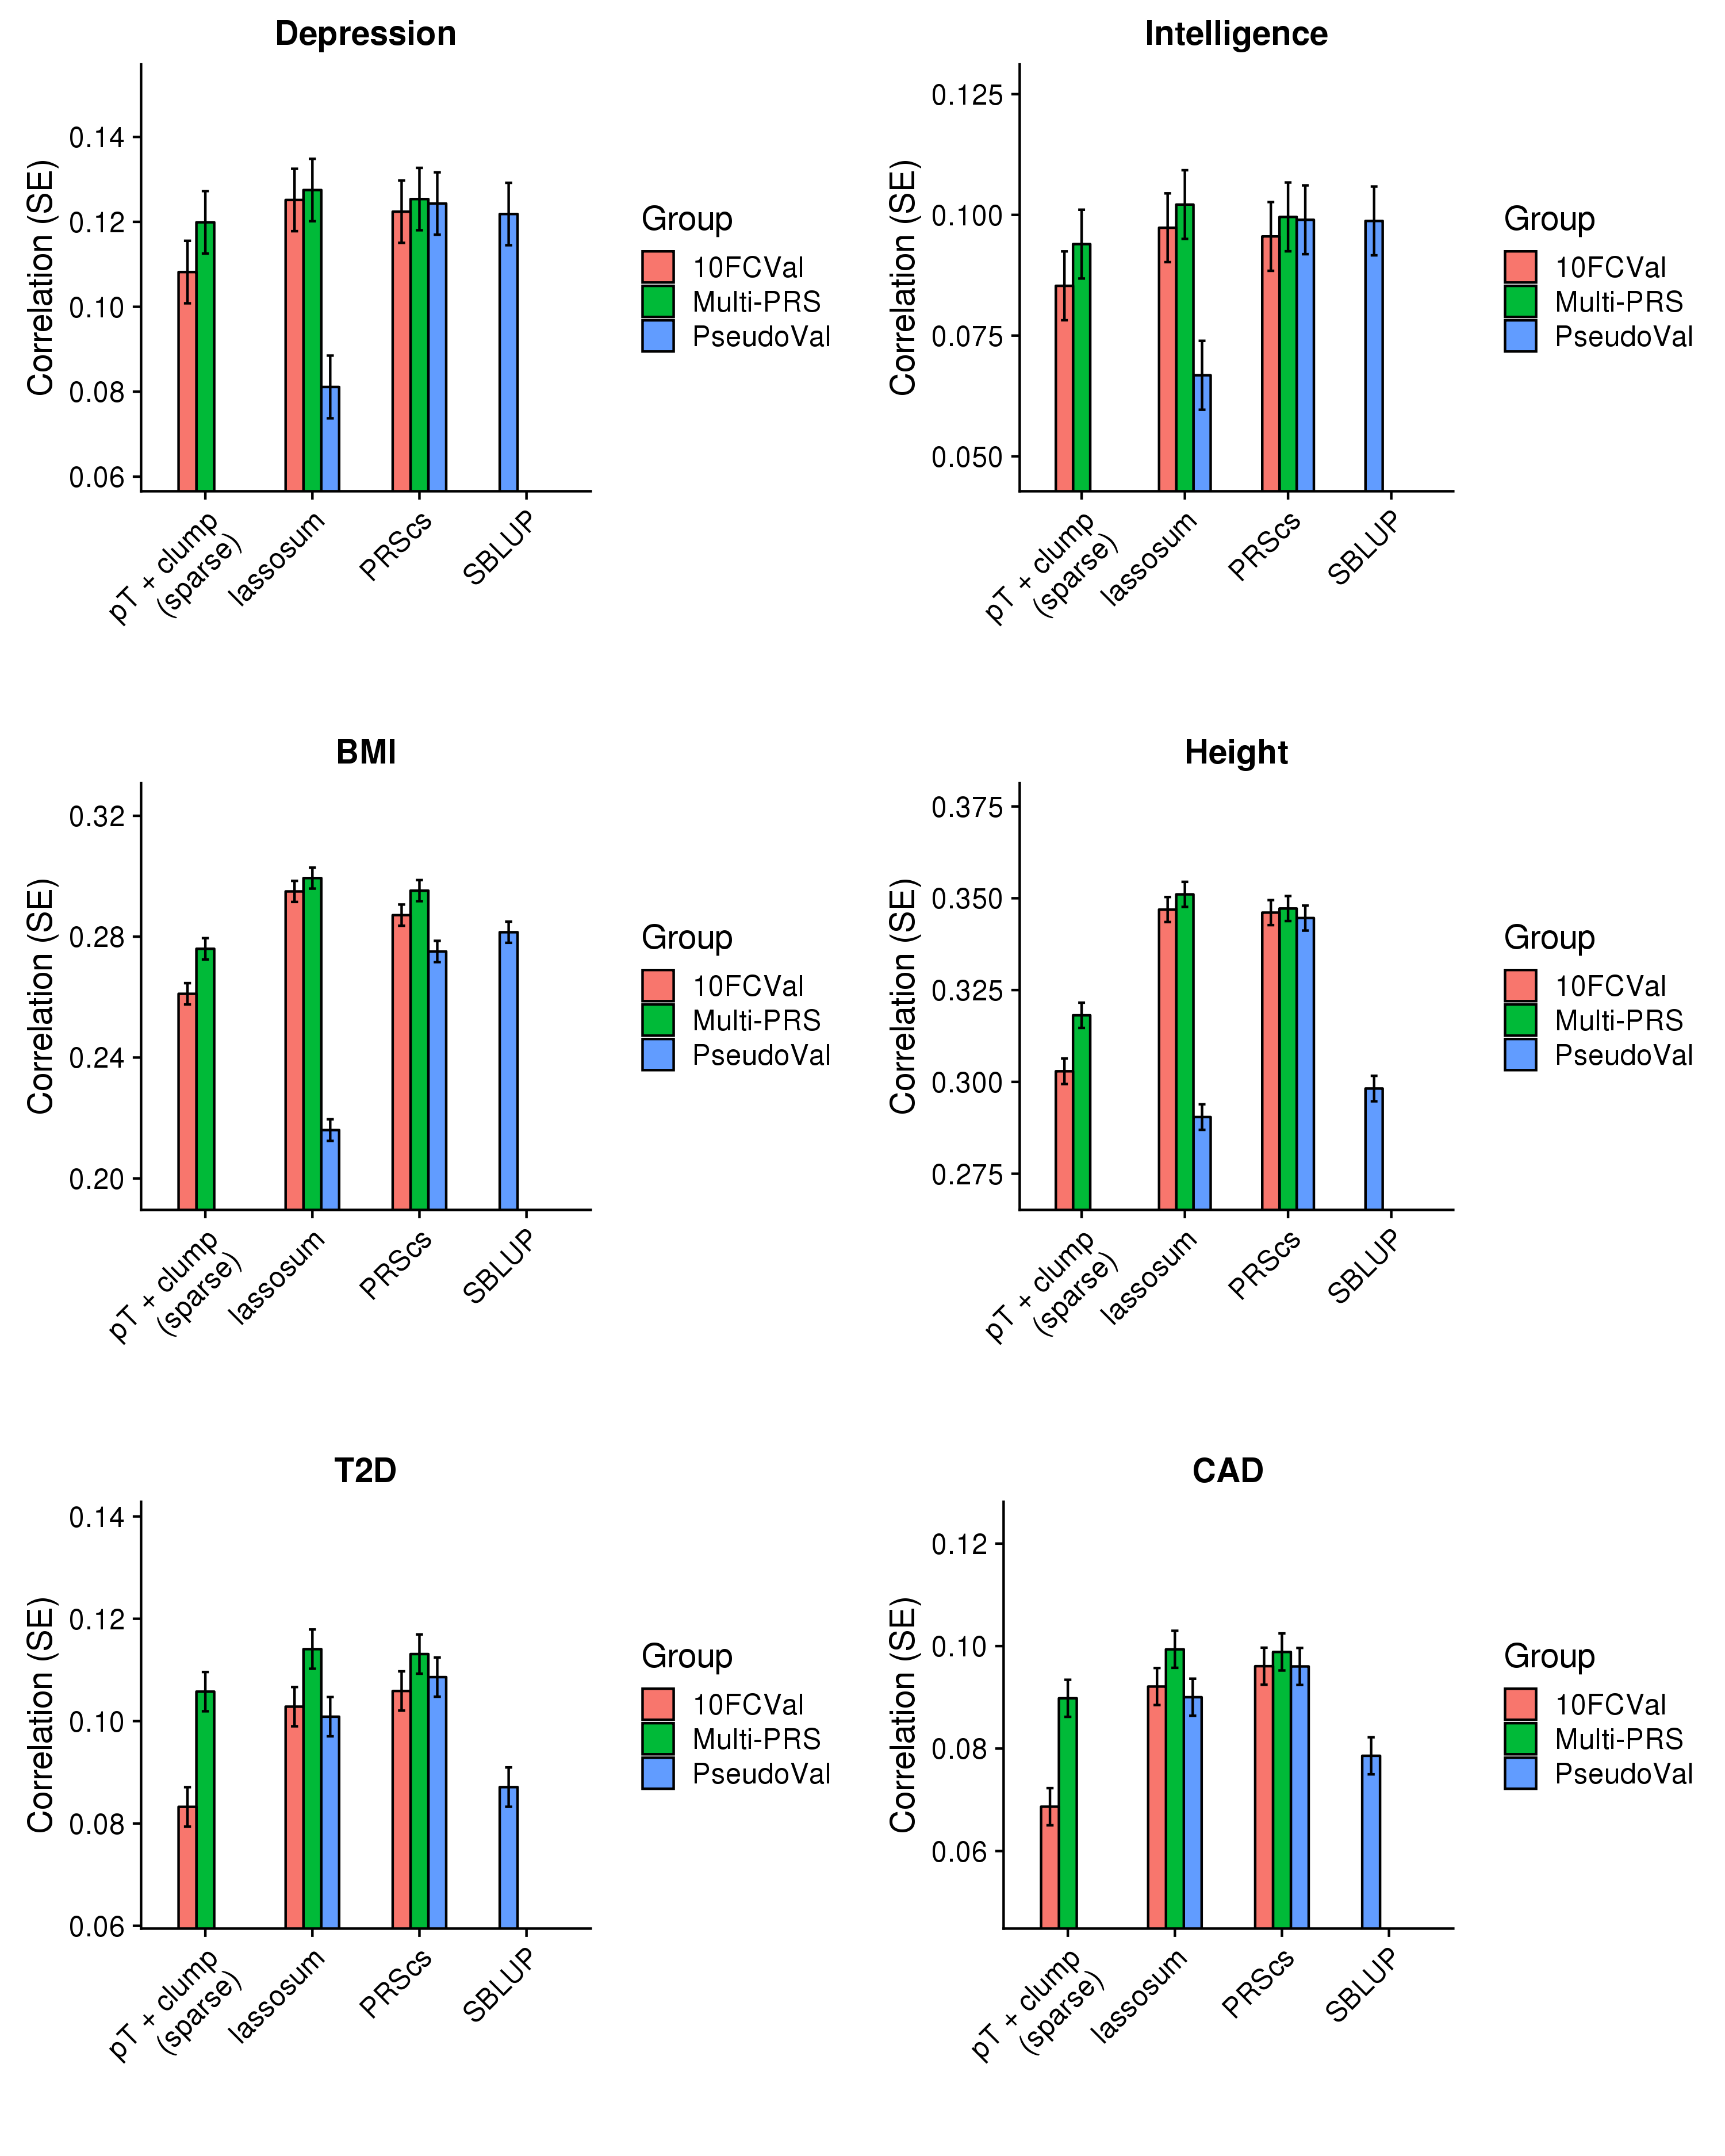 Depression
Correlation (SE)
0.14
0.12
0.10
0.08
0.06
pT + clump
(sparse)
lassosum
PRScs
SBLUP
Group
10FCVal
Multi-PRS
PseudoVal
Intelligence
Correlation (SE)
0.125
0.100
0.075
0.050
pT + clump
(sparse)
lassosum
PRScs
SBLUP
Group
10FCVal
Multi-PRS
PseudoVal
BMI
Correlation (SE)
0.32
0.28
0.24
0.20
pT + clump
(sparse)
lassosum
PRScs
SBLUP
Group
10FCVal
Multi-PRS
PseudoVal
Height
Correlation (SE)
0.375
0.350
0.325
0.300
0.275
pT + clump
(sparse)
lassosum
PRScs
SBLUP
Group
10FCVal
Multi-PRS
PseudoVal
T2D
Correlation (SE)
0.14
0.12
0.10
0.08
0.06
pT + clump
(sparse)
lassosum
PRScs
SBLUP
Group
10FCVal
Multi-PRS
PseudoVal
CAD
Correlation (SE)
0.12
0.10
0.08
0.06
pT + clump
(sparse)
lassosum
PRScs
SBLUP
Group
10FCVal
Multi-PRS
PseudoVal